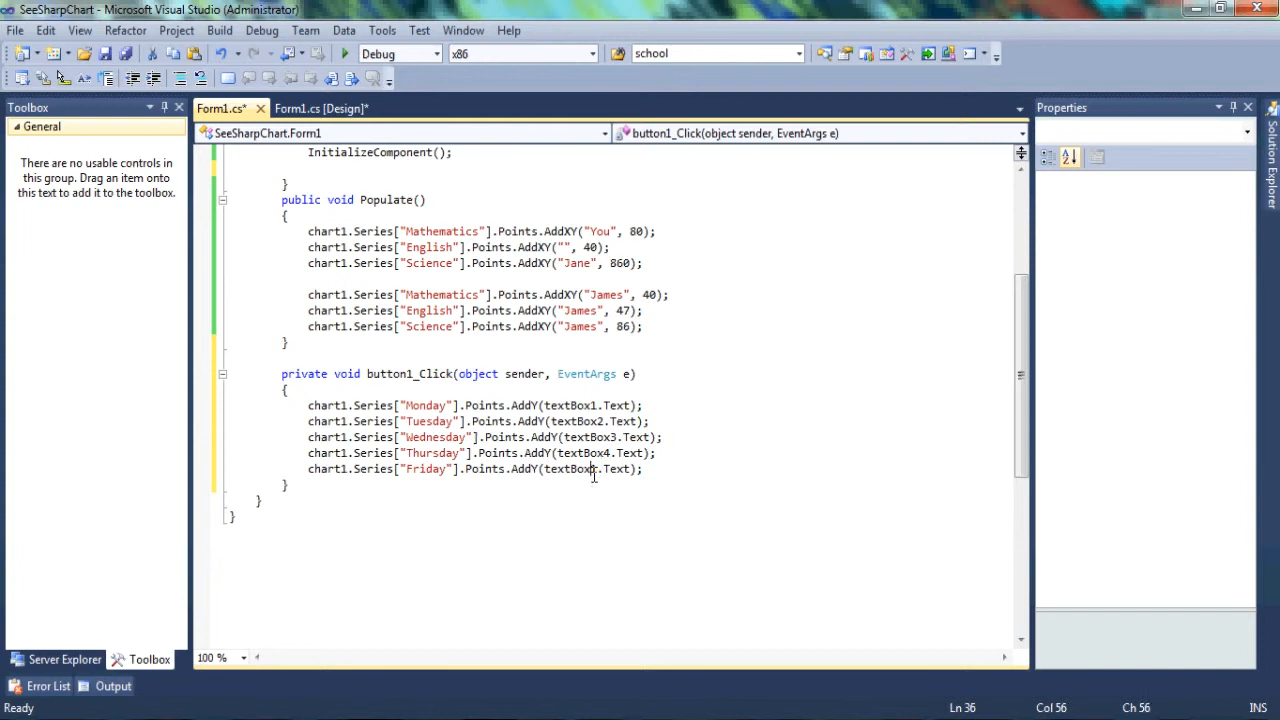 SeeSharpChart - Microsoft Visual Studio (Administrator)
File Edit View Refactor Project Build Debug Team Data Tools Test Window Help
Debug x86 school
Toolbox
Form1.cs* Form1.cs [Design]*
Properties
General
SeeSharpChart.Form1
button1_Click(object sender, EventArgs e)
There are no usable controls in
this group. Drag an item onto
this text to add it to the toolbox.
InitializeComponent();
}
public void Populate()
{
chart1.Series["Mathematics"].Points.AddXY("You", 80);
chart1.Series["English"].Points.AddXY("", 40);
chart1.Series["Science"].Points.AddXY("Jane", 860);
chart1.Series["Mathematics"].Points.AddXY("James", 40);
chart1.Series["English"].Points.AddXY("James", 47);
chart1.Series["Science"].Points.AddXY("James", 86);
}
private void button1_Click(object sender, EventArgs e)
{
chart1.Series["Monday"].Points.AddY(textBox1.Text);
chart1.Series["Tuesday"].Points.AddY(textBox2.Text);
chart1.Series["Wednesday"].Points.AddY(textBox3.Text);
chart1.Series["Thursday"].Points.AddY(textBox4.Text);
chart1.Series["Friday"].Points.AddY(
}
}
}
Solution Explorer
100 %
Server Explorer Toolbox
Error List Output
Ready Ln 36 Col 56 Ch 56 INS